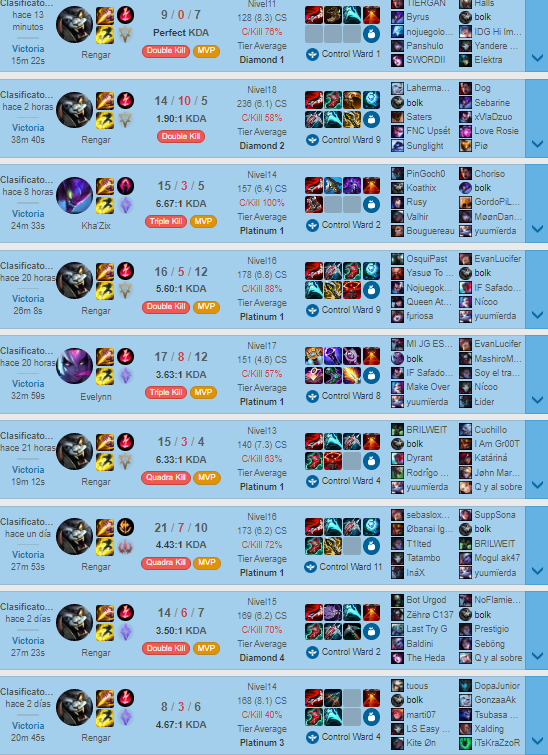 Clasificato...
hace 13 minutos
Victoria
15m 22s
Rengar
9 / 0 / 7
Perfect KDA
Double Kill MVP
Nivel11
128 (8.3) CS
C/Kill 76%
Tier Average
Diamond 1
Control Ward 1
TIERGAN
Byrus
nojuegolo...
Panshulo
SWORDII
Halls
bolk
IDG Hi Im...
Yandere ...
Elektra
Clasificato...
hace 2 horas
Victoria
38m 40s
Rengar
14 / 10 / 5
1.90:1 KDA
Double Kill
Nivel18
236 (6.1) CS
C/Kill 58%
Tier Average
Diamond 2
Control Ward 9
Laherma...
bolk
Saters
FNC Upsét
Sunglight
Dog
Sebarine
xVlaDzuo
Love Rosie
Piø
Clasificato...
hace 8 horas
Victoria
24m 33s
Kha'Zix
15 / 3 / 5
6.67:1 KDA
Triple Kill MVP
Nivel14
157 (6.4) CS
C/Kill 100%
Tier Average
Platinum 1
Control Ward 2
PinGoch0
Koathix
Rusy
Valhir
Bouguereau
Choriso
bolk
GordoPiL...
MøønDan...
yuumïerda
Clasificato...
hace 20 horas
Victoria
26m 8s
Rengar
16 / 5 / 12
5.60:1 KDA
Double Kill MVP
Nivel16
178 (6.8) CS
C/Kill 88%
Tier Average
Platinum 1
Control Ward 9
OsquiPast
Yasuø To ...
Nojuegok...
Queen At...
furiosa
EvanLucifer
bolk
IF Safado...
Nícoo
yuumïerda
Clasificato...
hace 20 horas
Victoria
32m 59s
Evelynn
17 / 8 / 12
3.63:1 KDA
Triple Kill MVP
Nivel17
151 (4.6) CS
C/Kill 57%
Tier Average
Platinum 1
Control Ward 8
MI JG ES...
bolk
IF Safado...
Make Over
yuumïerda
EvanLucifer
MashiroM...
Soy el tra...
Nícoo
Łider
Clasificato...
hace 21 horas
Victoria
19m 12s
Rengar
15 / 3 / 4
6.33:1 KDA
Quadra Kill MVP
Nivel13
140 (7.3) CS
C/Kill 63%
Tier Average
Platinum 1
Control Ward 4
BRILWEIT
bolk
Dyrant
Rodrîgo ...
yuumïerda
Cuchillo
I Am Gr00T
Katáriná
Jøhn Mar...
Q y al sobre
Clasificato...
hace un día
Victoria
27m 53s
Rengar
21 / 7 / 10
4.43:1 KDA
Quadra Kill MVP
Nivel16
173 (6.2) CS
C/Kill 72%
Tier Average
Platinum 1
Control Ward 11
sebaslox...
Øbanai Ig...
T1lted
Tatambo
InáX
SuppSona
bolk
BRILWEIT
Mogul ak47
yuumïerda
Clasificato...
hace 2 días
Victoria
27m 23s
Rengar
14 / 6 / 7
3.50:1 KDA
Double Kill MVP
Nivel15
169 (6.2) CS
C/Kill 70%
Tier Average
Diamond 4
Control Ward 2
Bot Urgod
Zëhrø C137
Last Try G
Baldini
The Heda
NoFlamie...
bolk
Prestigio
Seböng
Q y al sobre
Clasificato...
hace 2 días
Victoria
20m 46s
Rengar
8 / 3 / 6
4.67:1 KDA
Nivel14
168 (8.1) CS
C/Kill 40%
Tier Average
Platinum 3
Control Ward 4
tuous
bolk
marti07
LS Easy ...
Kite Øn
DopaJunior
GonzaaAk
Tsubasa ...
Xalding
ITsKraZzoR